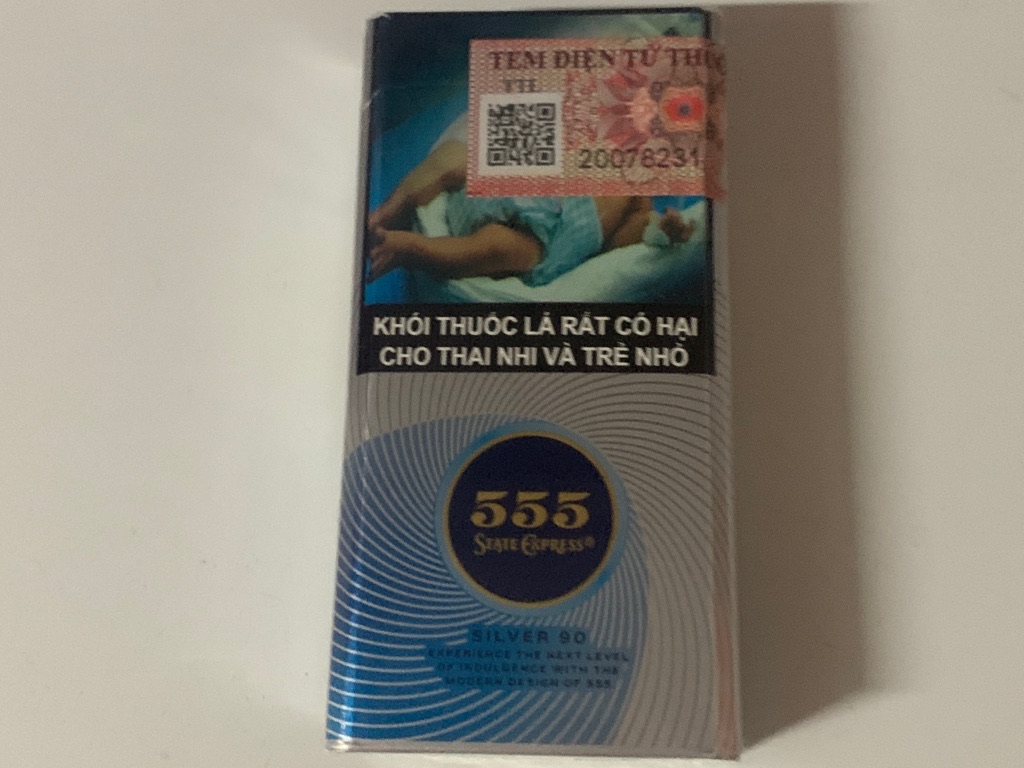 TEM ĐIỆN TỬ
20078231
KHÓI THUỐC LÁ RẤT CÓ HẠI
CHO THAI NHI VÀ TRẺ NHỎ
555
STATE EXPRESS®
SILVER 90
EXPERIENCE THE NEXT LEVEL
OF INDULGENCE WITH THE
MODERN DESIGN OF 555